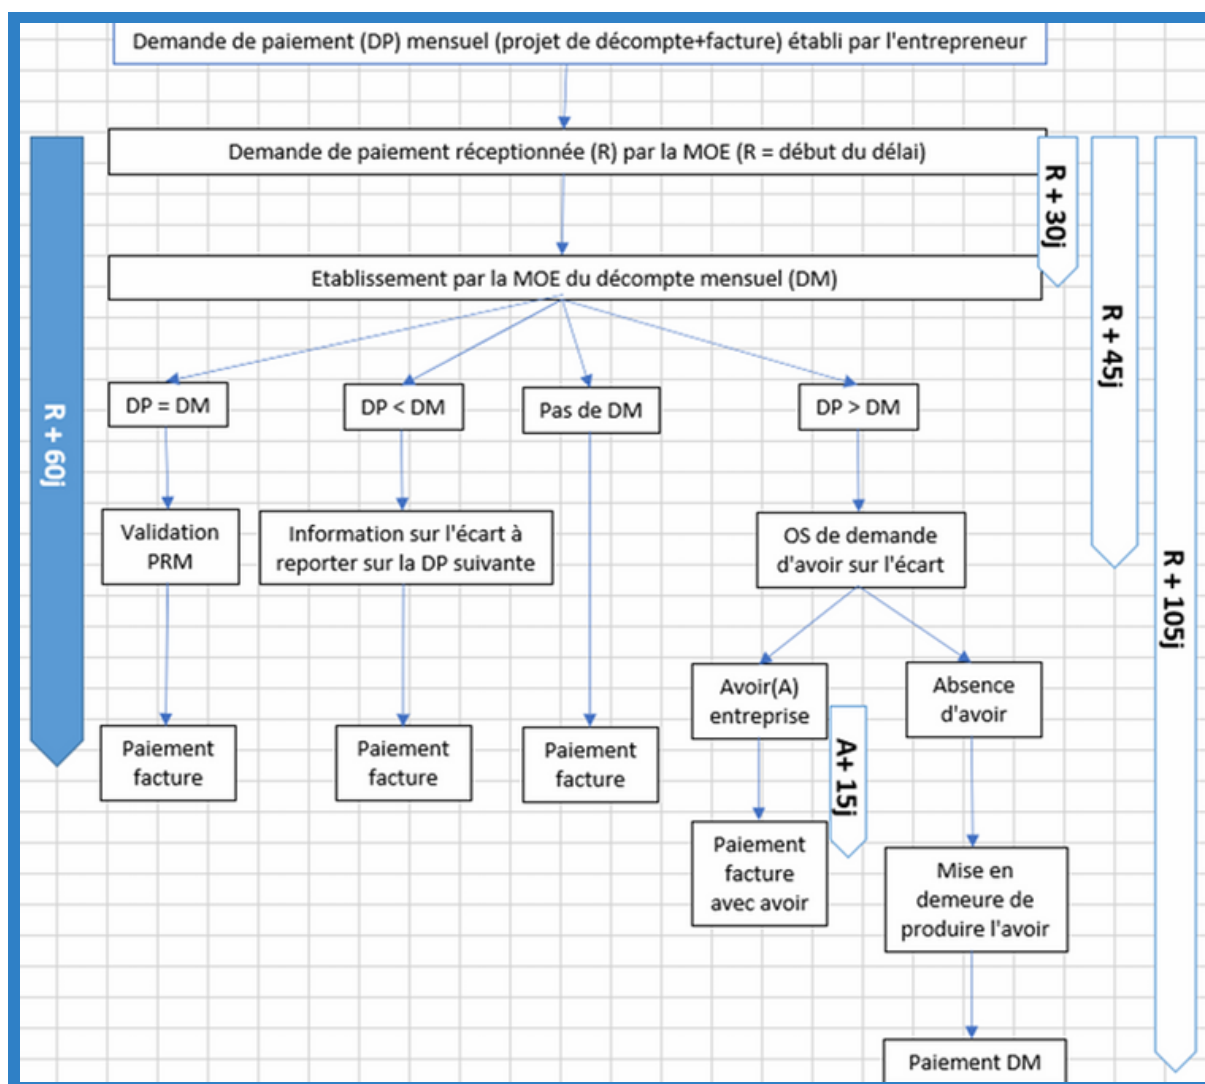 Demande de paiement (DP) mensuel (projet de décompte+facture) établi par l'entrepreneur
Demande de paiement réceptionnée (R) par la MOE (R = début du délai)
R + 30j
Etablissement par la MOE du décompte mensuel (DM)
R + 45j
DP = DM
DP < DM
Pas de DM
DP > DM
R + 60j
Validation
PRM
Information sur l'écart à
reporter sur la DP suivante
OS de demande
d'avoir sur l'écart
R + 105j
Avoir(A)
entreprise
Absence
d'avoir
Paiement
facture
Paiement
facture
Paiement
facture
A+ 15j
Paiement
facture
avec avoir
Mise en
demeure de
produire l'avoir
Paiement DM